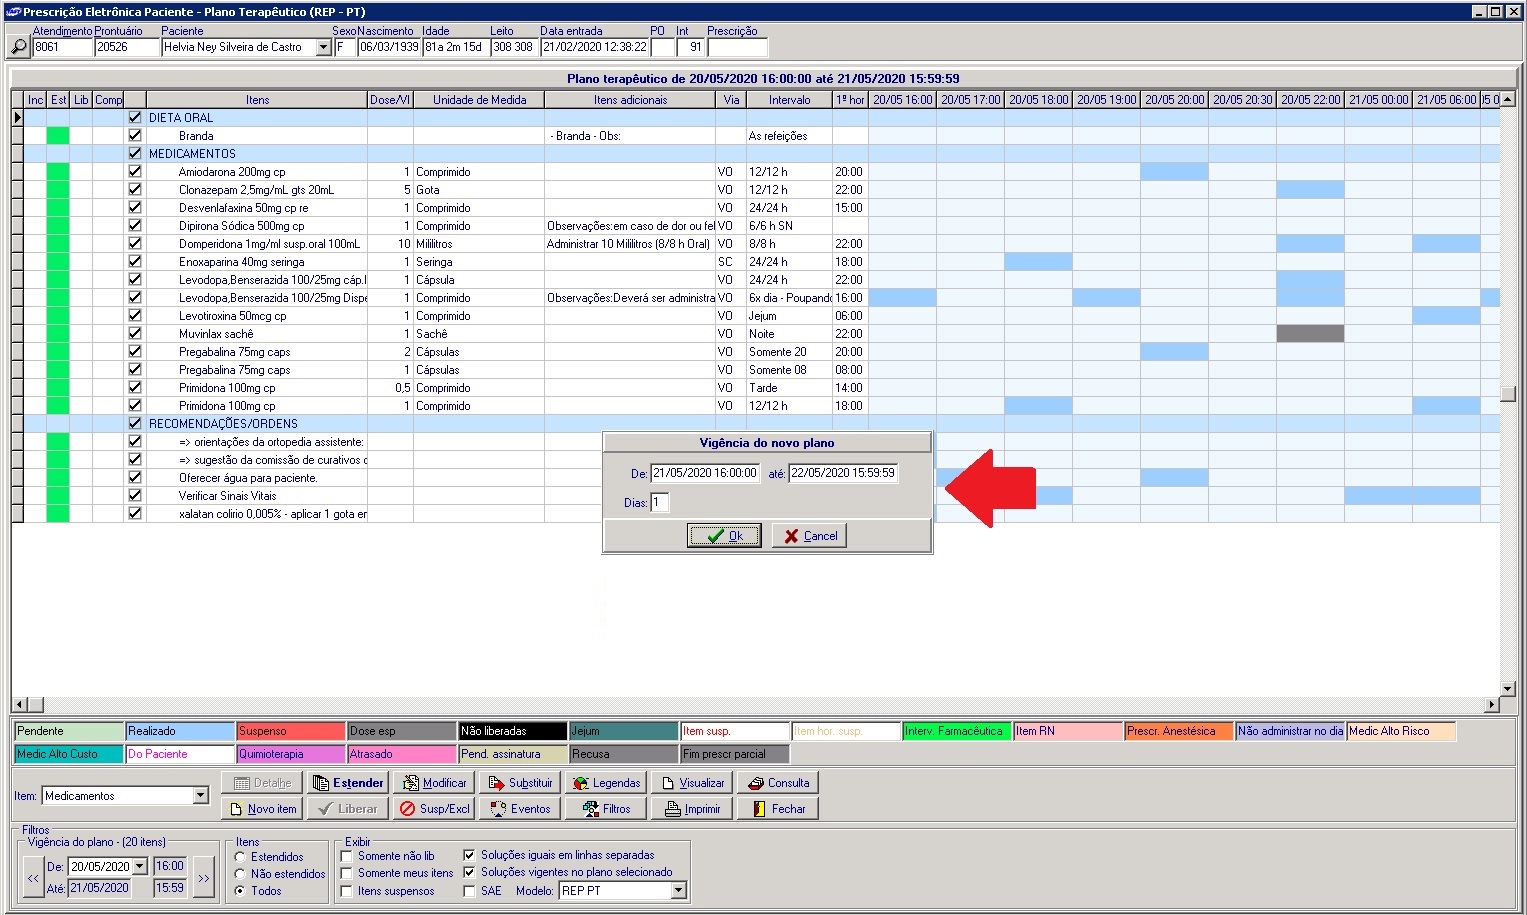 Prescrição Eletrônica Paciente - Plano Terapêutico (REP - PT)
Atendimento Prontuário Paciente Sexo Nascimento Idade Leito Data entrada PO Int Prescrição
8061 20526 Helvia Ney Silveira de Castro F 06/03/1939 81a 2m 15d 308 308 21/02/2020 12:38:22 91
Plano terapêutico de 20/05/2020 16:00:00 até 21/05/2020 15:59:59
Inc Est Lib Comp Itens Dose/Vl Unidade de Medida Itens adicionais Via Intervalo 1ª hor 20/05 16:00 20/05 17:00 20/05 18:00 20/05 19:00 20/05 20:00 20/05 20:30 20/05 22:00 21/05 00:00 21/05 06:00
DIETA ORAL
Branda - Branda - Obs: As refeições
MEDICAMENTOS
Amiodarona 200mg cp 1 Comprimido VO 12/12 h 20:00
Clonazepam 2,5mg/mL gts 20mL 5 Gota VO 12/12 h 22:00
Desvenlafaxina 50mg cp re 1 Comprimido VO 24/24 h 15:00
Dipirona Sódica 500mg cp 1 Comprimido Observações:em caso de dor ou fel VO 6/6 h SN
Domperidona 1mg/ml susp.oral 100mL 10 Mililitros Administrar 10 Mililitros (8/8 h Oral) VO 8/8 h 22:00
Enoxaparina 40mg seringa 1 Seringa SC 24/24 h 18:00
Levodopa,Benserazida 100/25mg cáp.l 1 Cápsula VO 24/24 h 22:00
Levodopa,Benserazida 100/25mg Dispe 1 Comprimido Observações:Deverá ser administra VO 6x dia - Poupando 16:00
Levotiroxina 50mcg cp 1 Comprimido VO Jejum 06:00
Muvinlax sachê 1 Sachê VO Noite 22:00
Pregabalina 75mg caps 2 Cápsulas VO Somente 20 20:00
Pregabalina 75mg caps 1 Cápsulas VO Somente 08 08:00
Primidona 100mg cp 0,5 Comprimido VO Tarde 14:00
Primidona 100mg cp 1 Comprimido VO 12/12 h 18:00
RECOMENDAÇÕES/ORDENS
=> orientações da ortopedia assistente:
=> sugestão da comissão de curativos c
Oferecer água para paciente.
Verificar Sinais Vitais
xalatan colirio 0,005% - aplicar 1 gota er
Vigência do novo plano
De: 21/05/2020 16:00:00 até: 22/05/2020 15:59:59
Dias: 1
Ok Cancel
Pendente Realizado Suspenso Dose esp Não liberadas Jejum Item susp. Item hor. susp. Interv. Farmacêutica Item RN Prescr. Anestésica Não administrar no dia Medic Alto Risco
Medic Alto Custo Do Paciente Quimioterapia Atrasado Pend. assinatura Recusa Fim prescr parcial
Detalhe Estender Modificar Substituir Legendas Visualizar Consulta
Item: Medicamentos
Novo item Liberar Susp/Excl Eventos Filtros Imprimir Fechar
Filtros
Vigência do plano - (20 itens) Itens Exibir
De: 20/05/2020 16:00
Até: 21/05/2020 15:59
<< >>
Estendidos
Não estendidos
Todos
Somente não lib Soluções iguais em linhas separadas
Somente meus itens Soluções vigentes no plano selecionado
Itens suspensos SAE Modelo: REP PT